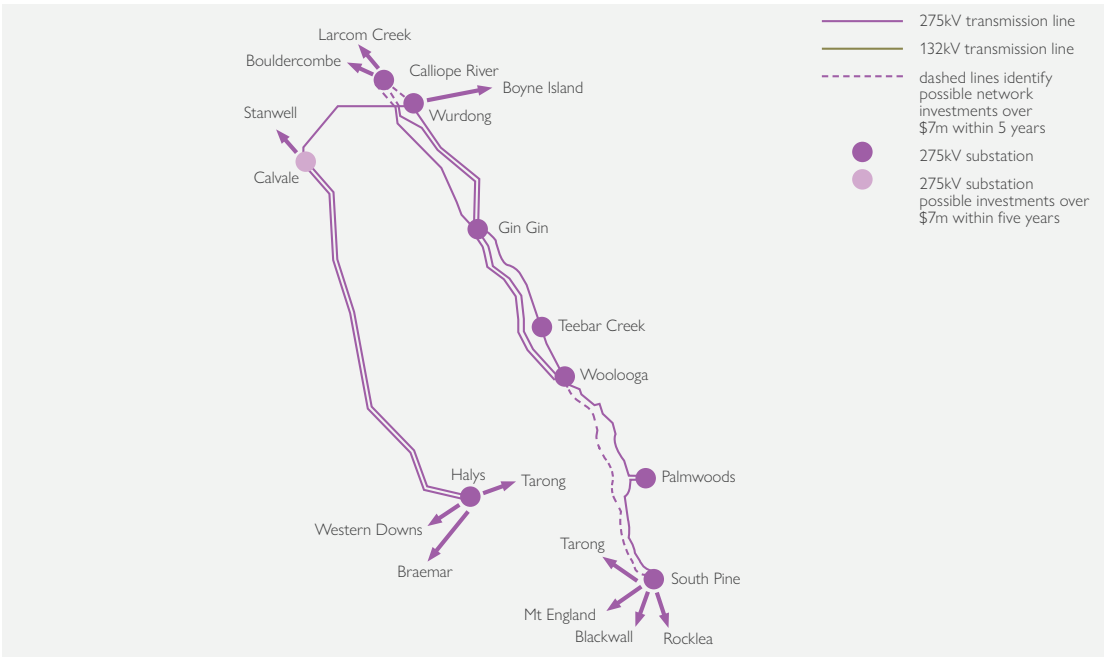 Larcom Creek
Bouldercombe
Calliope River
Boyne Island
Stanwell
Wurdong
Calvale
Gin Gin
Teebar Creek
Woolooga
Halys
Tarong
Palmwoods
Western Downs
Braemar
Tarong
South Pine
Mt England
Blackwall
Rocklea
275kV transmission line
132kV transmission line
dashed lines identify
possible network
investments over
$7m within 5 years
275kV substation
275kV substation
possible investments over
$7m within five years